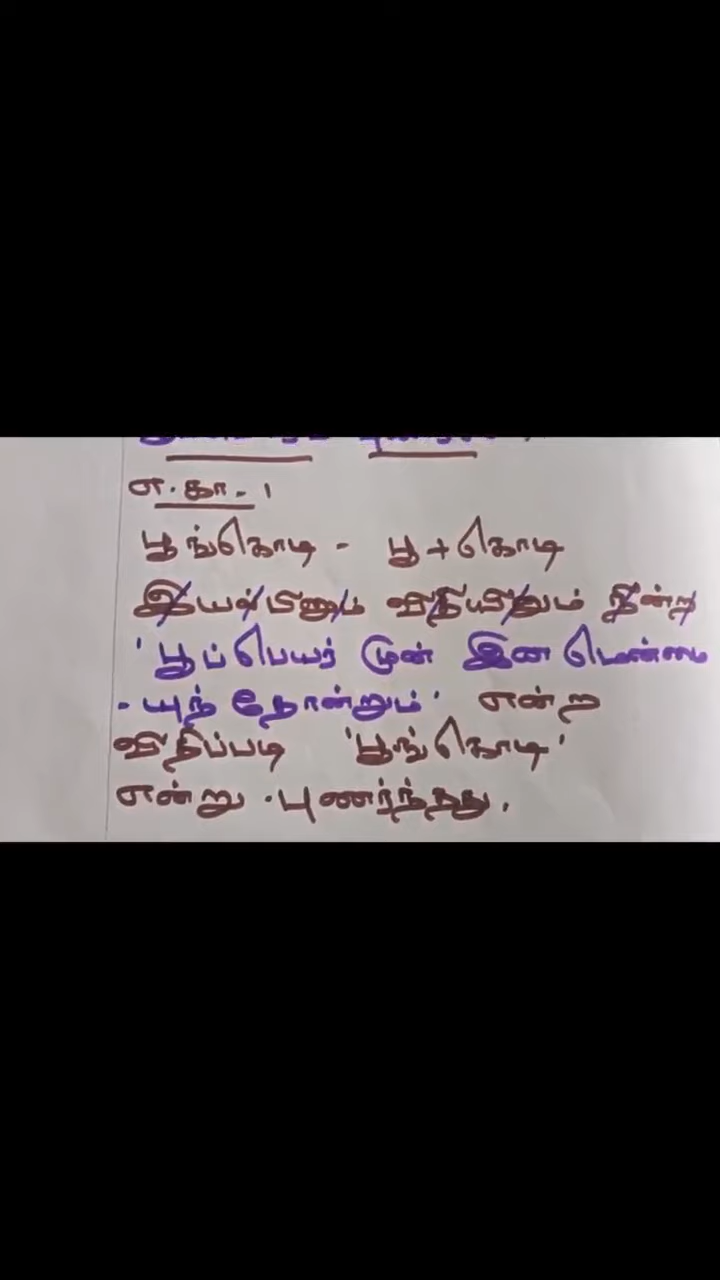 எ.கா - 1
பூங்கொடி - பூ + கொடி
இயல்பினும் விதியினும் நின்ற
'பூப்பெயர் முன் இன மென்மை
யுந் தோன்றும்' என்ற
விதிப்படி 'பூங்கொடி'
என்று புணர்ந்தது.